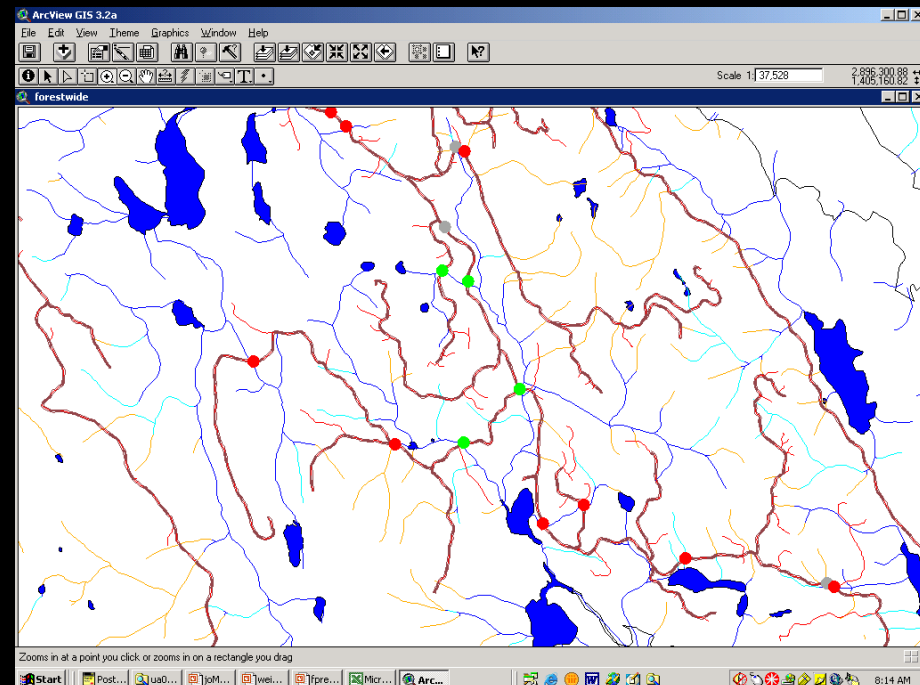 ArcView GIS 3.2a
File Edit View Theme Graphics Window Help
Scale 1: 37,528
2,896,300.88
1,405,160.82
forestwide
Zooms in at a point you click or zooms in on a rectangle you drag
Start Post... ua0... joM... wei... fpre... Micr... Arc... 8:14 AM